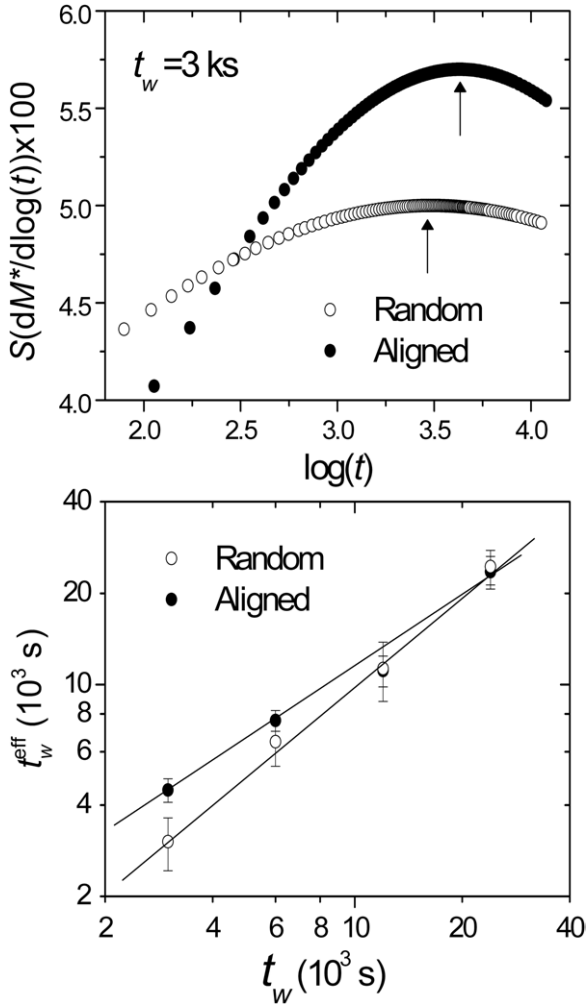 6.0
t_w =3 ks
5.5
5.0
4.5
4.0
S(dM*/dlog(t))x100
Random
Aligned
2.0 2.5 3.0 3.5 4.0
log(t)
40
Random
Aligned
20
10
8
6
4
2
t_w^eff (10^3 s)
2 4 6 8 10 20 40
t_w (10^3 s)